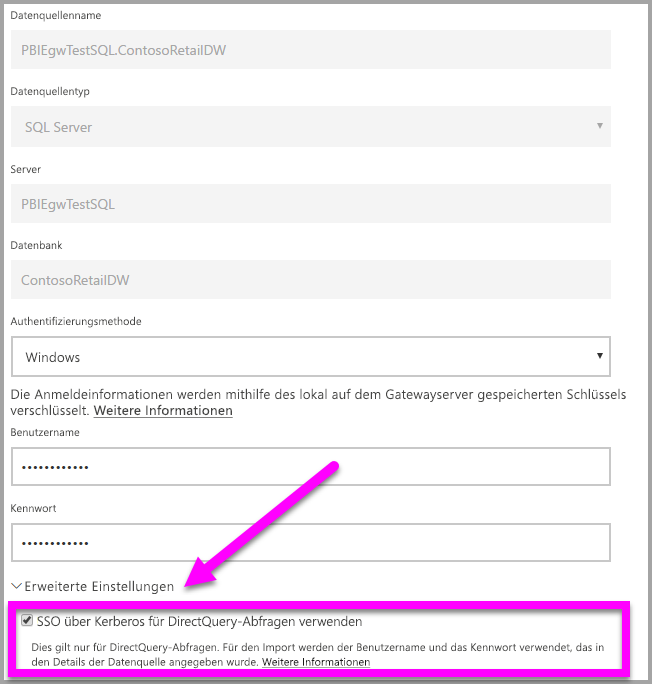 Datenquellenname
PBIEgwTestSQL.ContosoRetailDW
Datenquellentyp
SQL Server
Server
PBIEgwTestSQL
Datenbank
ContosoRetailDW
Authentifizierungsmethode
Windows
Die Anmeldeinformationen werden mithilfe des lokal auf dem Gatewayserver gespeicherten Schlüssels
verschlüsselt. Weitere Informationen
Benutzername
••••••••••••
Kennwort
••••••••••••
Erweiterte Einstellungen
SSO über Kerberos für DirectQuery-Abfragen verwenden
Dies gilt nur für DirectQuery-Abfragen. Für den Import werden der Benutzername und das Kennwort verwendet, das in
den Details der Datenquelle angegeben wurde. Weitere Informationen